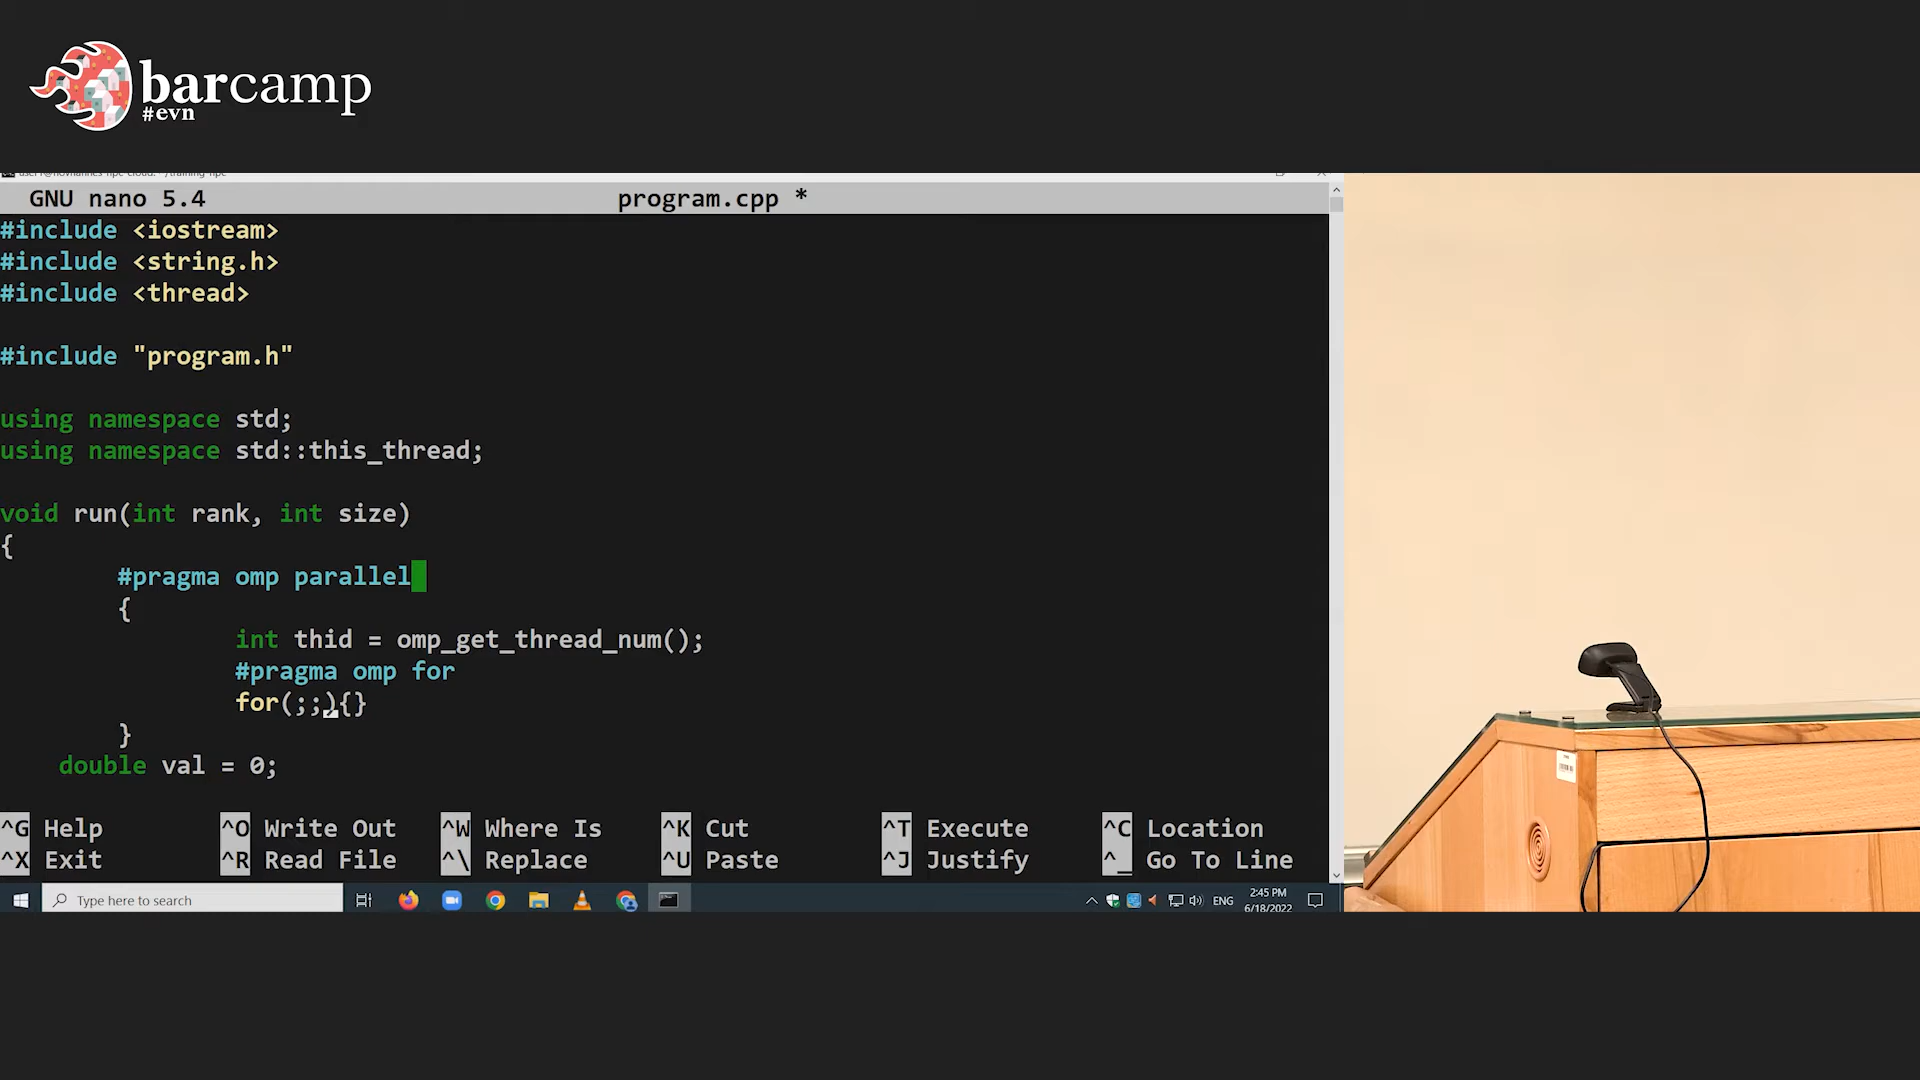 barcamp
#evn
GNU nano 5.4 program.cpp *
#include <iostream>
#include <string.h>
#include <thread>
#include "program.h"
using namespace std;
using namespace std::this_thread;
void run(int rank, int size)
{
#pragma omp parallel
{
int thid = omp_get_thread_num();
#pragma omp for
for(;;){}
}
double val = 0;
^G Help ^O Write Out ^W Where Is ^K Cut ^T Execute ^C Location
^X Exit ^R Read File ^\ Replace ^U Paste ^J Justify ^_ Go To Line
Type here to search ENG 2:45 PM
6/18/2022